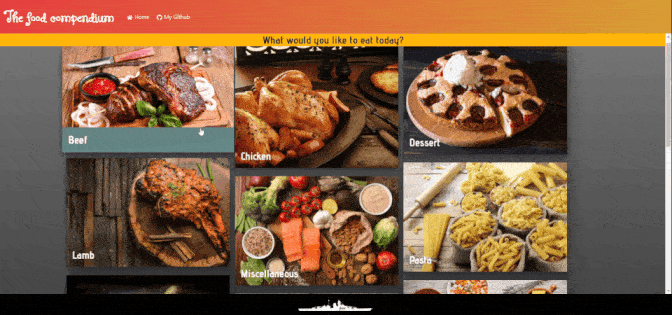 The food compendium
Home
My Github
What would you like to eat today?
Beef
Chicken
Dessert
Lamb
Miscellaneous
Pasta